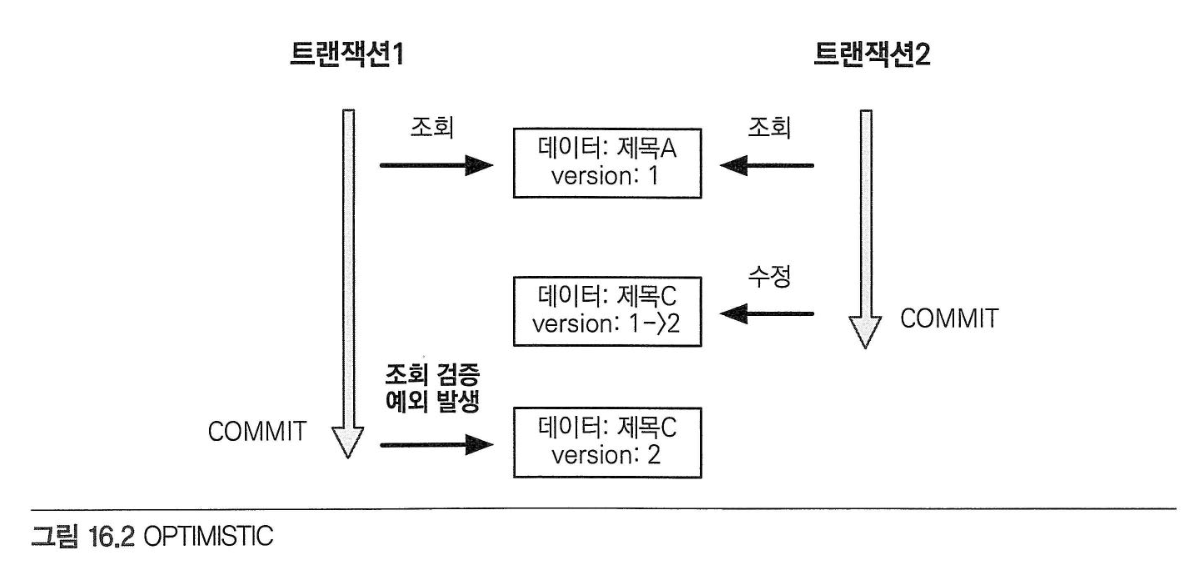 트랜잭션1
트랜잭션2
조회
조회
데이터: 제목A
version: 1
수정
데이터: 제목C
version: 1->2
COMMIT
조회 검증
예외 발생
COMMIT
데이터: 제목C
version: 2
그림 16.2 OPTIMISTIC